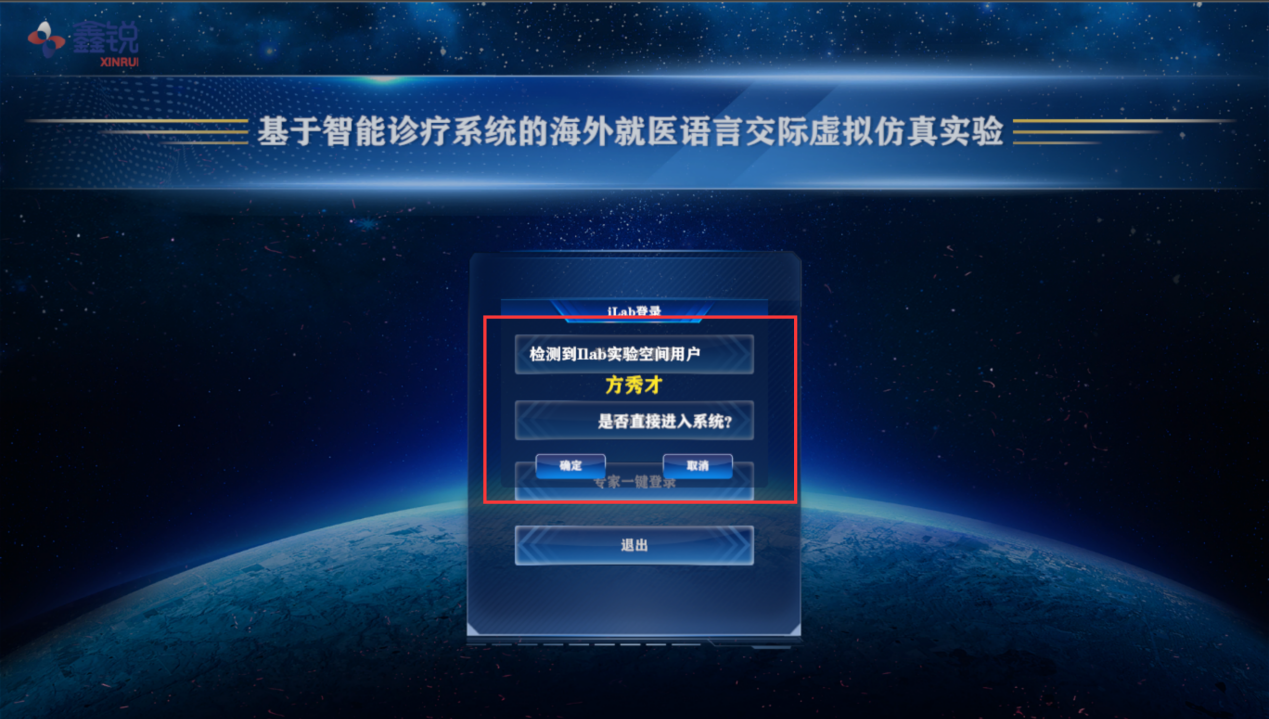 鑫锐
XINRUI
基于智能诊疗系统的海外就医语言交际虚拟仿真实验
iLab登录
检测到Ilab实验空间用户
方秀才
是否直接进入系统?
确定
取消
专家一键登录
退出